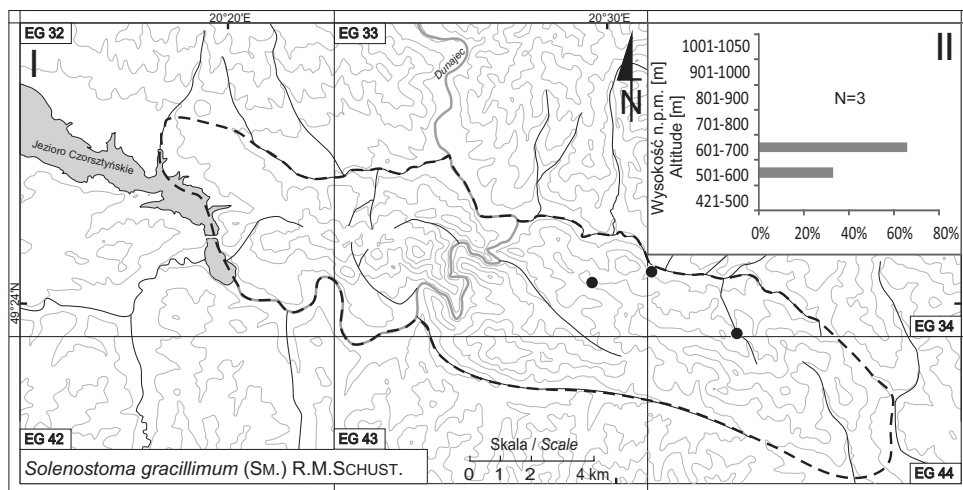 20°20'E 20°30'E
EG 32 EG 33
I II
Dunajec
N
Jezioro Czorsztyńskie
49°24'N
Wysokość n.p.m. [m]
Altitude [m]
1001-1050
901-1000
801-900
701-800
601-700
501-600
421-500
N=3
0% 20% 40% 60% 80%
EG 34
EG 42 EG 43 EG 44
Skala / Scale
0 1 2 4 km
Solenostoma gracillimum (SM.) R.M.SCHUST.